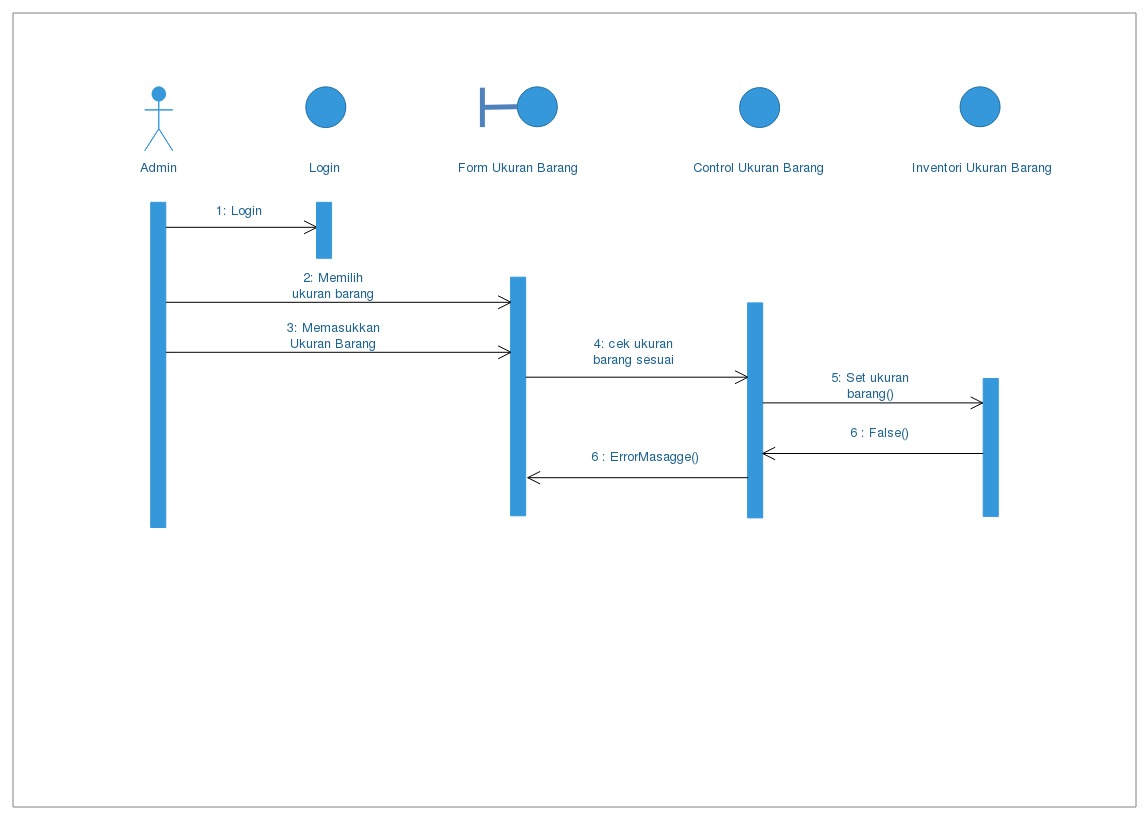 Admin
Login
Form Ukuran Barang
Control Ukuran Barang
Inventori Ukuran Barang
1: Login
2: Memilih
ukuran barang
3: Memasukkan
Ukuran Barang
4: cek ukuran
barang sesuai
5: Set ukuran
barang()
6 : False()
6 : ErrorMasagge()